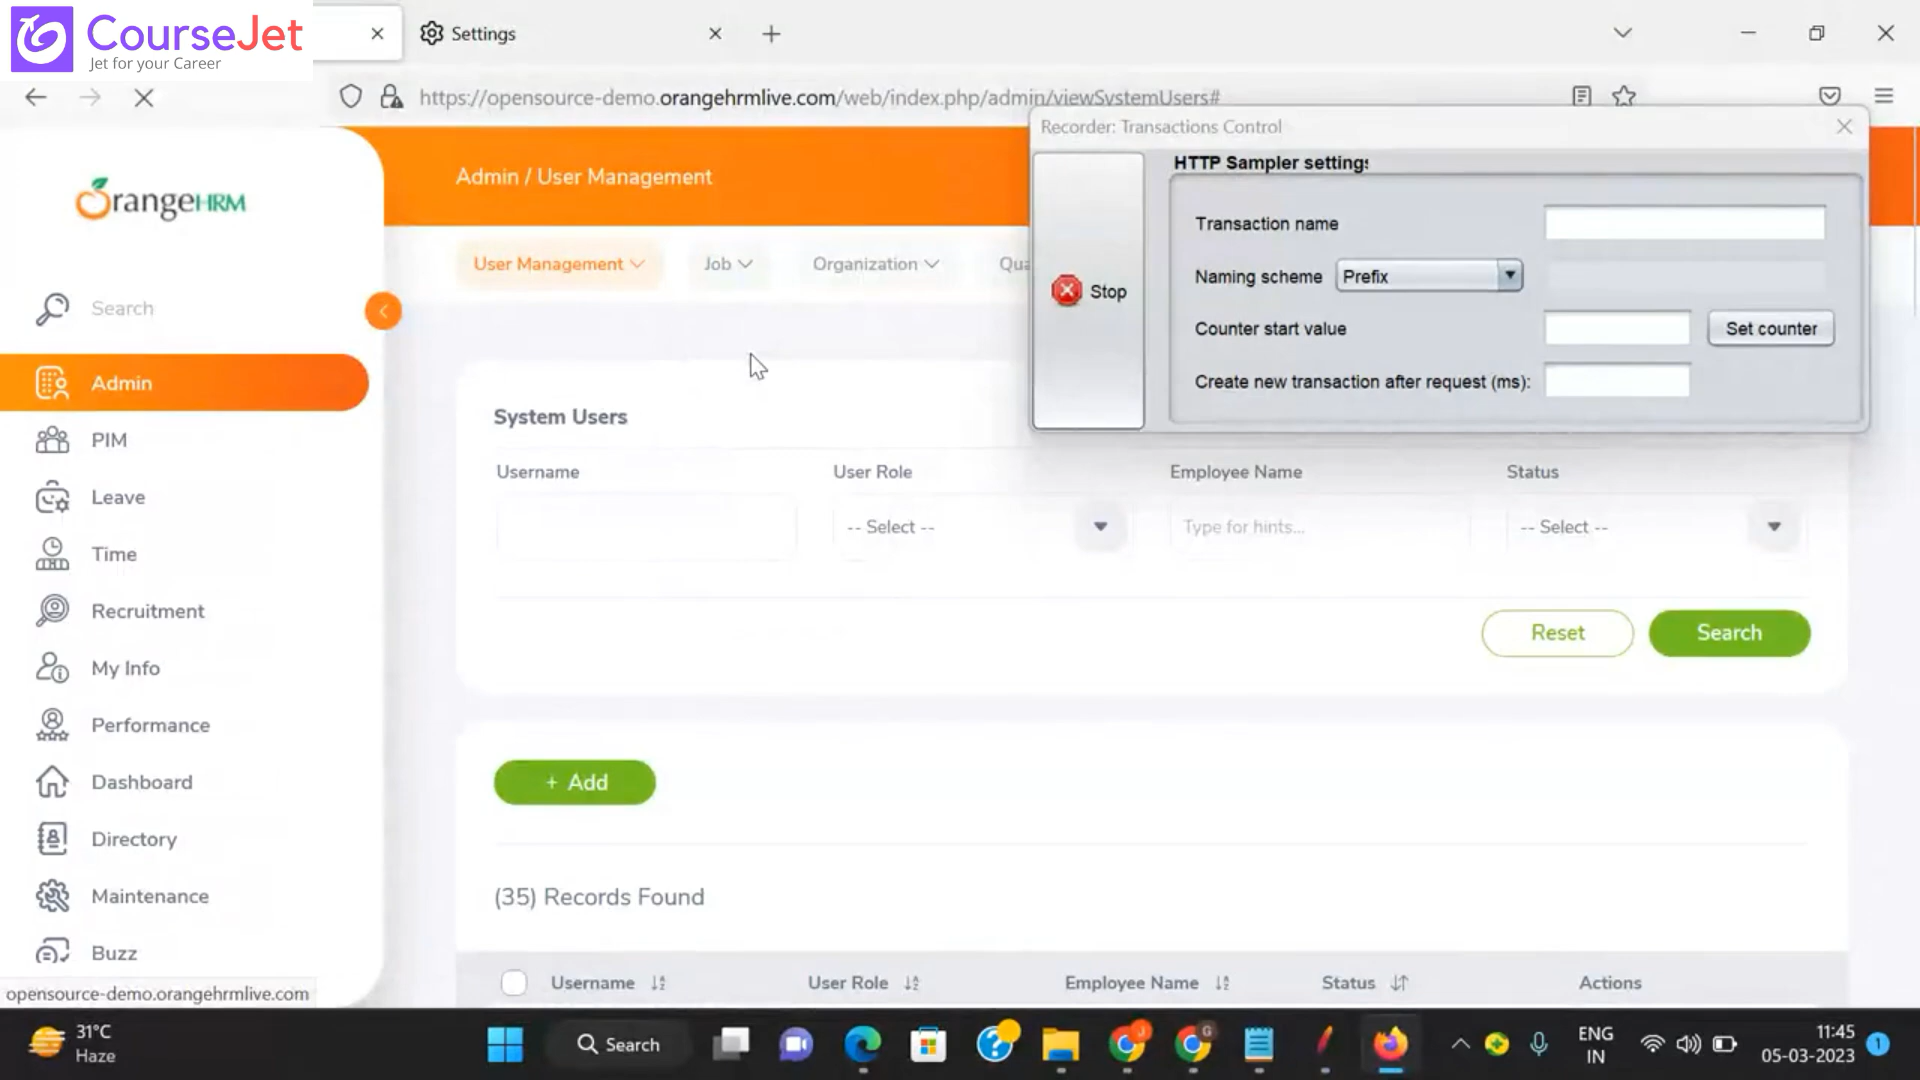 CourseJet
Jet for your Career
Settings
https://opensource-demo.orangehrmlive.com/web/index.php/admin/viewSystemUsers#
Recorder: Transactions Control
HTTP Sampler settings
Stop
Transaction name
Naming scheme Prefix
Counter start value Set counter
Create new transaction after request (ms):
OrangeHRM
Admin / User Management
User Management Job Organization Qua
Search
Admin
PIM
Leave
Time
Recruitment
My Info
Performance
Dashboard
Directory
Maintenance
Buzz
System Users
Username User Role Employee Name Status
-- Select -- Type for hints... -- Select --
Reset Search
+ Add
(35) Records Found
Username User Role Employee Name Status Actions
opensource-demo.orangehrmlive.com
31°C
Haze
Search
J
G
ENG
IN
11:45
05-03-2023
1